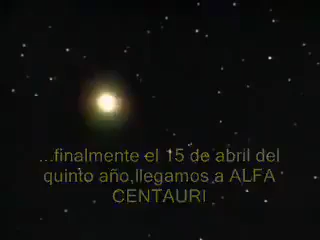 ...finalmente el 15 de abril del
quinto año,llegamos a ALFA
CENTAURI